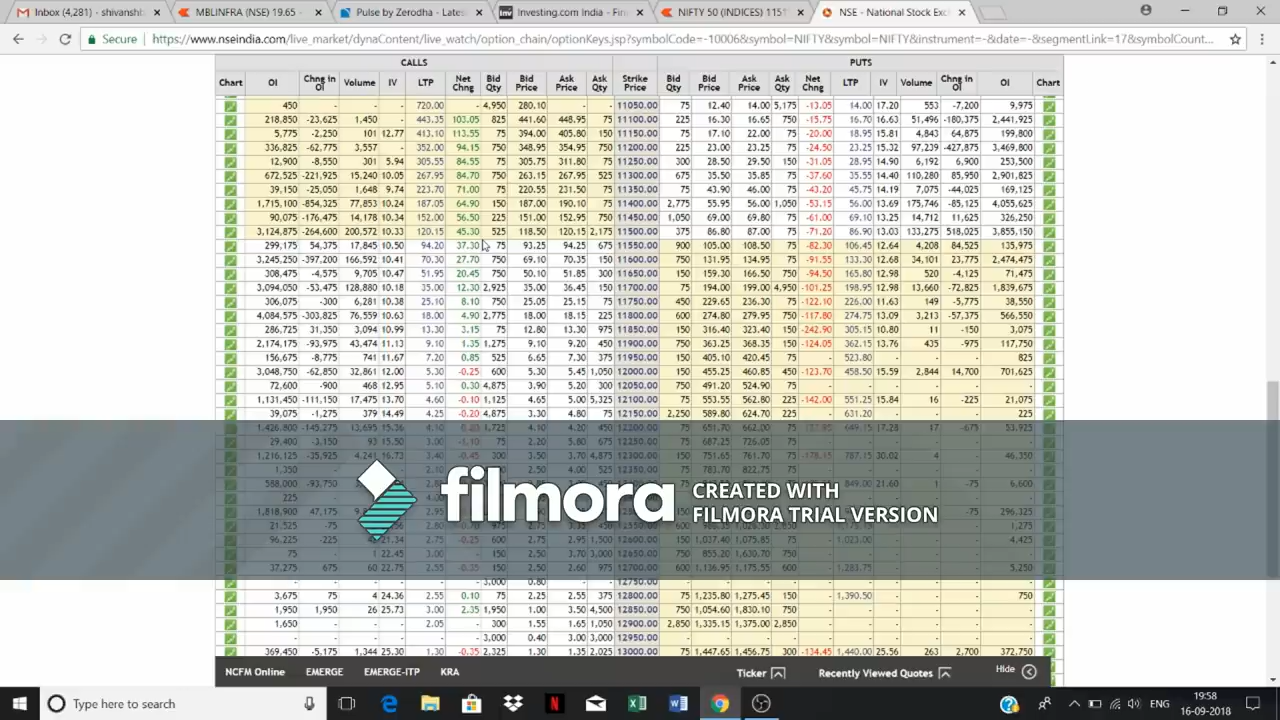 Inbox (4,281) - shivanshb
MBLINFRA (NSE) 19.65 -
Pulse by Zerodha - Lates
Investing.com India - Fin
NIFTY 50 (INDICES) 1151
NSE - National Stock Exc
Secure https://www.nseindia.com/live_market/dynaContent/live_watch/option_chain/optionKeys.jsp?symbolCode=-10006&symbol=NIFTY&symbol=NIFTY&instrument=-&date=-&segmentLink=17&symbolCount...
CALLS PUTS
Chart OI Chng in OI Volume IV LTP Net Chng Bid Qty Bid Price Ask Price Ask Qty Strike Price Bid Qty Bid Price Ask Price Ask Qty Net Chng LTP IV Volume Chng in OI OI Chart
450 - - - 720.00 - 4,950 280.10 - - 11050.00 75 12.40 14.00 5,175 -13.05 14.00 17.20 553 -7,200 9,975
218,850 -23,625 1,450 - 443.35 103.05 825 441.60 448.95 75 11100.00 225 16.30 16.65 750 -15.75 16.70 16.63 51,496 -180,375 2,441,925
5,775 -2,250 101 12.77 413.10 113.55 75 394.00 405.80 150 11150.00 75 17.10 22.00 75 -20.00 18.95 15.81 4,843 64,875 199,800
336,825 -62,775 3,557 - 352.00 94.15 750 348.95 354.95 750 11200.00 225 23.00 23.25 75 -24.50 23.25 15.32 97,239 -427,875 3,469,800
12,900 -8,550 301 5.94 305.55 84.55 75 305.75 311.80 75 11250.00 300 28.50 29.50 150 -31.05 28.95 14.90 6,192 6,900 253,500
672,525 -221,925 15,240 10.05 267.95 84.70 750 263.15 267.95 525 11300.00 675 35.50 35.85 75 -37.60 35.55 14.40 110,280 85,950 2,901,825
39,150 -25,050 1,648 9.74 223.70 71.00 75 220.55 231.50 75 11350.00 75 43.90 46.00 75 -43.20 45.75 14.19 7,075 -44,025 169,125
1,715,100 -854,325 77,853 10.24 187.05 64.90 150 187.00 190.10 75 11400.00 2,775 55.95 56.00 1,050 -53.15 56.00 13.69 175,746 -85,125 4,055,625
90,075 -176,475 14,178 10.34 152.00 56.50 225 151.00 152.95 750 11450.00 1,050 69.00 69.80 75 -61.00 69.10 13.25 14,712 11,625 326,250
3,124,875 -264,600 200,572 10.33 120.15 45.30 525 118.50 120.15 2,175 11500.00 375 86.80 87.00 75 -71.20 86.90 13.03 133,275 518,025 3,855,150
299,175 54,375 17,845 10.50 94.20 37.30 75 93.25 94.25 675 11550.00 900 105.00 108.50 75 -82.30 106.45 12.64 4,208 84,525 135,975
3,245,250 -397,200 166,592 10.41 70.30 27.70 750 69.10 70.35 150 11600.00 750 131.95 134.95 75 -91.55 133.30 12.68 34,101 23,775 2,474,475
308,475 -4,575 9,705 10.47 51.95 20.45 750 50.10 51.85 300 11650.00 150 159.30 166.50 750 -101.30 165.80 12.98 520 -4,125 71,475
3,094,050 -53,475 128,880 10.18 35.00 12.30 2,925 35.00 36.45 150 11700.00 150 194.00 199.00 4,950 -101.25 198.95 12.98 13,660 -72,825 1,839,675
306,075 -300 6,281 10.38 25.10 8.10 750 25.05 25.15 75 11750.00 450 229.65 236.30 75 -122.10 226.00 11.63 149 -5,775 38,550
4,084,575 -303,825 76,559 10.63 18.00 4.90 2,775 18.00 18.15 225 11800.00 600 274.80 279.95 750 -117.80 274.75 13.09 3,213 -57,375 566,550
286,725 31,350 3,094 10.99 13.30 3.15 75 12.80 13.30 975 11850.00 150 316.40 323.40 150 -242.90 305.15 10.80 11 -150 3,075
2,174,175 -93,975 43,474 11.13 9.10 1.35 1,275 9.10 9.20 450 11900.00 750 363.25 368.35 150 -124.05 362.15 13.76 435 -975 117,750
156,675 -8,775 741 11.67 7.20 0.85 525 6.65 7.30 375 11950.00 150 405.10 420.45 75 - 523.80 - - - 825
3,048,750 -62,850 32,861 12.00 5.30 -0.25 600 5.30 5.45 1,050 12000.00 150 455.25 460.85 450 -123.70 458.50 15.59 2,844 14,700 701,625
72,600 -900 468 12.95 5.10 0.30 4,875 3.90 5.20 300 12050.00 750 491.20 524.90 75 - - - - - -
1,131,450 -111,150 17,475 13.70 4.60 -0.10 1,125 4.65 5.00 5,325 12100.00 750 553.55 562.80 225 -142.00 551.25 15.84 16 -225 21,075
39,075 -1,275 379 14.49 4.25 -0.20 4,875 3.30 4.80 75 12150.00 2,250 589.80 624.70 225 - 631.20 - - - 225
filmora CREATED WITH
FILMORA TRIAL VERSION
- - - - - - 3,000 0.80 - - 12750.00 - - - - - - - - - -
3,675 75 4 24.36 2.55 0.10 75 2.25 2.55 375 12800.00 150 1,235.80 1,275.45 150 - 1,390.50 - - - 750
1,950 1,950 26 25.73 3.00 2.35 1,950 1.00 3.50 4,500 12850.00 750 1,054.60 1,830.10 750 - - - - - -
1,650 - - - 2.05 - 300 1.55 1.65 1,050 12900.00 2,850 1,335.15 1,375.00 2,850 - - - - - -
- - - - - - 3,000 0.40 3.00 3,000 12950.00 - - - - - - - - - -
369,450 -5,175 1,344 25.30 1.30 -0.35 2,325 1.30 1.35 2,025 13000.00 75 1,447.65 1,456.75 300 -134.45 1,440.00 25.56 263 2,700 372,750
NCFM Online EMERGE EMERGE-ITP KRA Ticker Recently Viewed Quotes Hide
Type here to search
ENG
19:58
16-09-2018